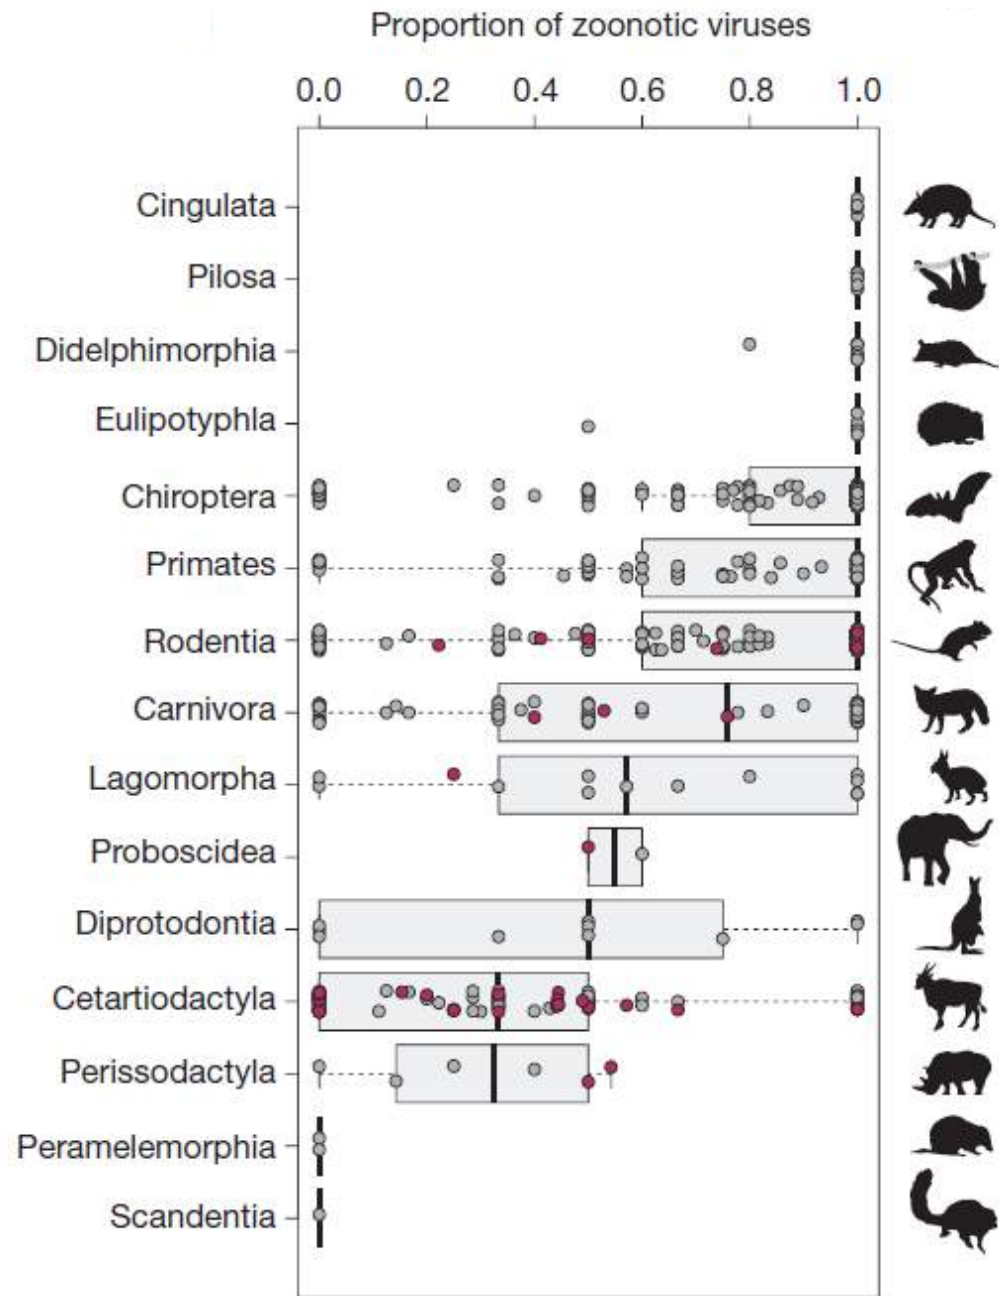 Proportion of zoonotic viruses
0.0 0.2 0.4 0.6 0.8 1.0
Cingulata
Pilosa
Didelphimorphia
Eulipotyphla
Chiroptera
Primates
Rodentia
Carnivora
Lagomorpha
Proboscidea
Diprotodontia
Cetartiodactyla
Perissodactyla
Peramelemorphia
Scandentia